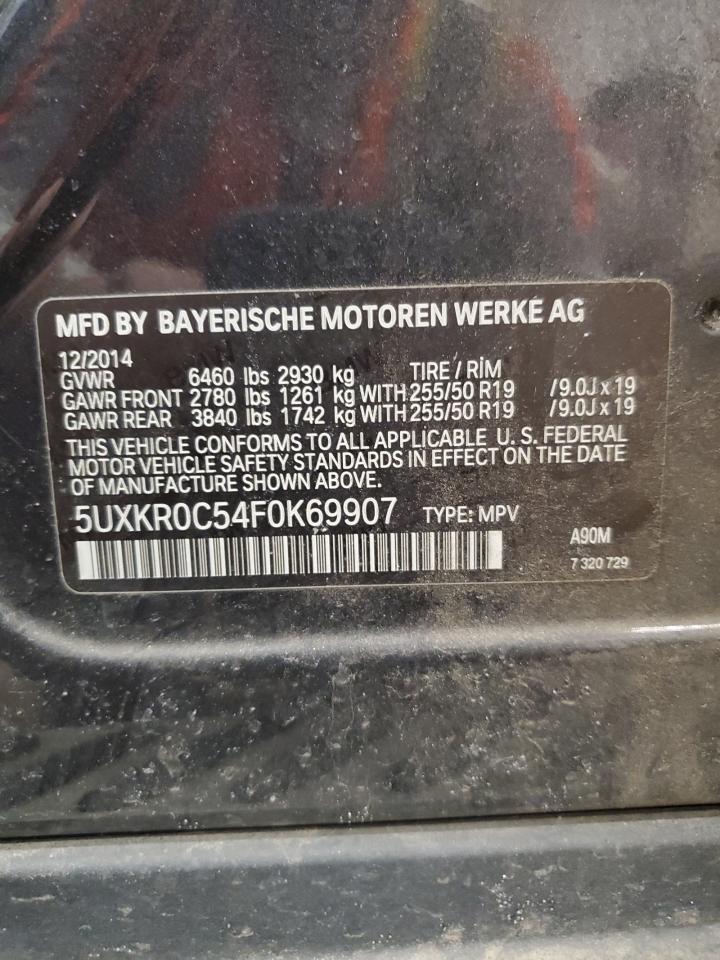 MFD BY BAYERISCHE MOTOREN WERKE AG
12/2014
GVWR 6460 lbs 2930 kg TIRE / RIM
GAWR FRONT 2780 lbs 1261 kg WITH 255/50 R19 /9.0J x 19
GAWR REAR 3840 lbs 1742 kg WITH 255/50 R19 /9.0J x 19
THIS VEHICLE CONFORMS TO ALL APPLICABLE U. S. FEDERAL
MOTOR VEHICLE SAFETY STANDARDS IN EFFECT ON THE DATE
OF MANUFACTURE SHOWN ABOVE.
5UXKR0C54F0K69907 TYPE: MPV
A90M
7 320 729